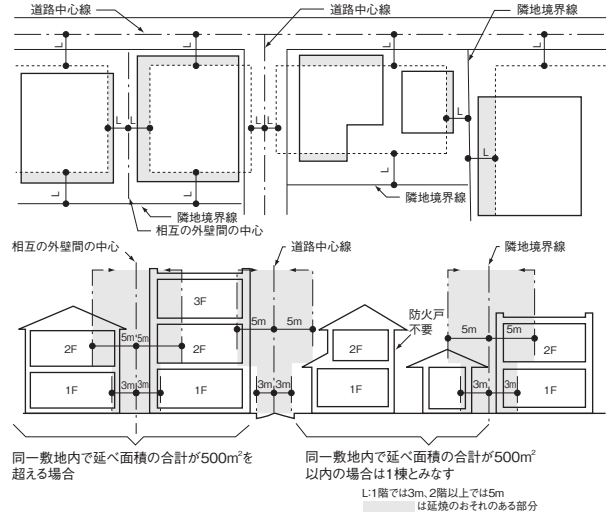 道路中心線
道路中心線
隣地境界線
L
L
L
L
L
L
L
L
L
L
L
L
L
隣地境界線
隣地境界線
相互の外壁間の中心
相互の外壁間の中心
道路中心線
隣地境界線
3F
5m
5m
防火戸
不要
5m
5m
2F
5m
5m
2F
2F
2F
1F
3m
3m
1F
3m
3m
1F
3m
3m
1F
同一敷地内で延べ面積の合計が500㎡を
超える場合
同一敷地内で延べ面積の合計が500㎡
以内の場合は1棟とみなす
L:1階では3m、2階以上では5m
は延焼のおそれのある部分